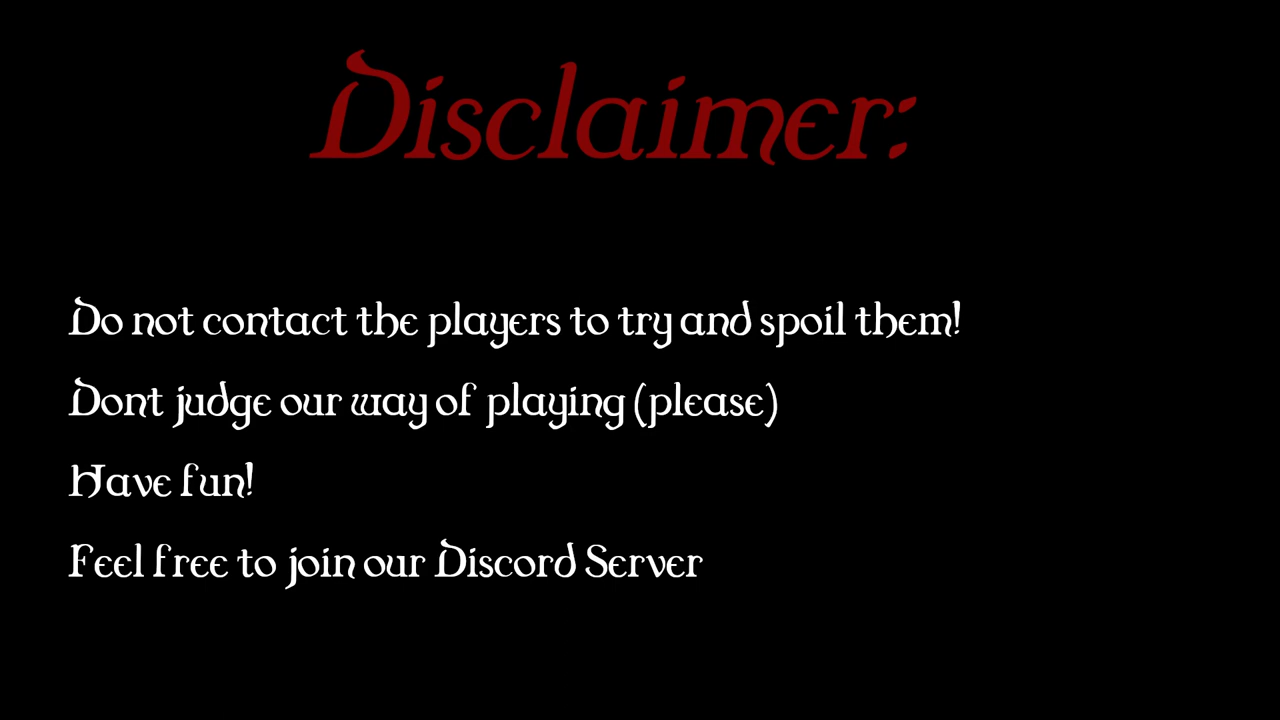 Disclaimer:
Do not contact the players to try and spoil them!
Dont judge our way of playing (please)
Have fun!
Feel free to join our Discord Server